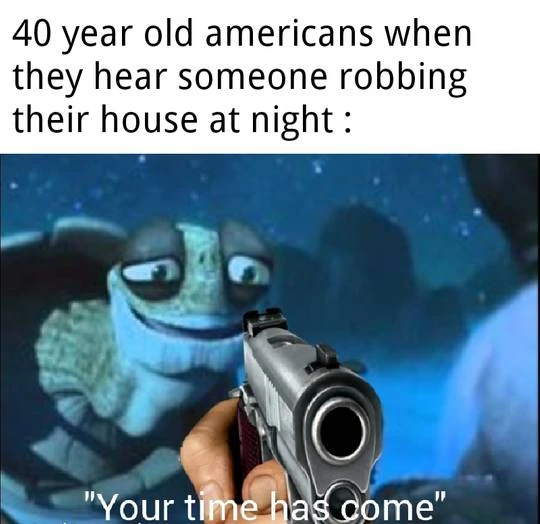 40 year old americans when
they hear someone robbing
their house at night :
"Your time has come"